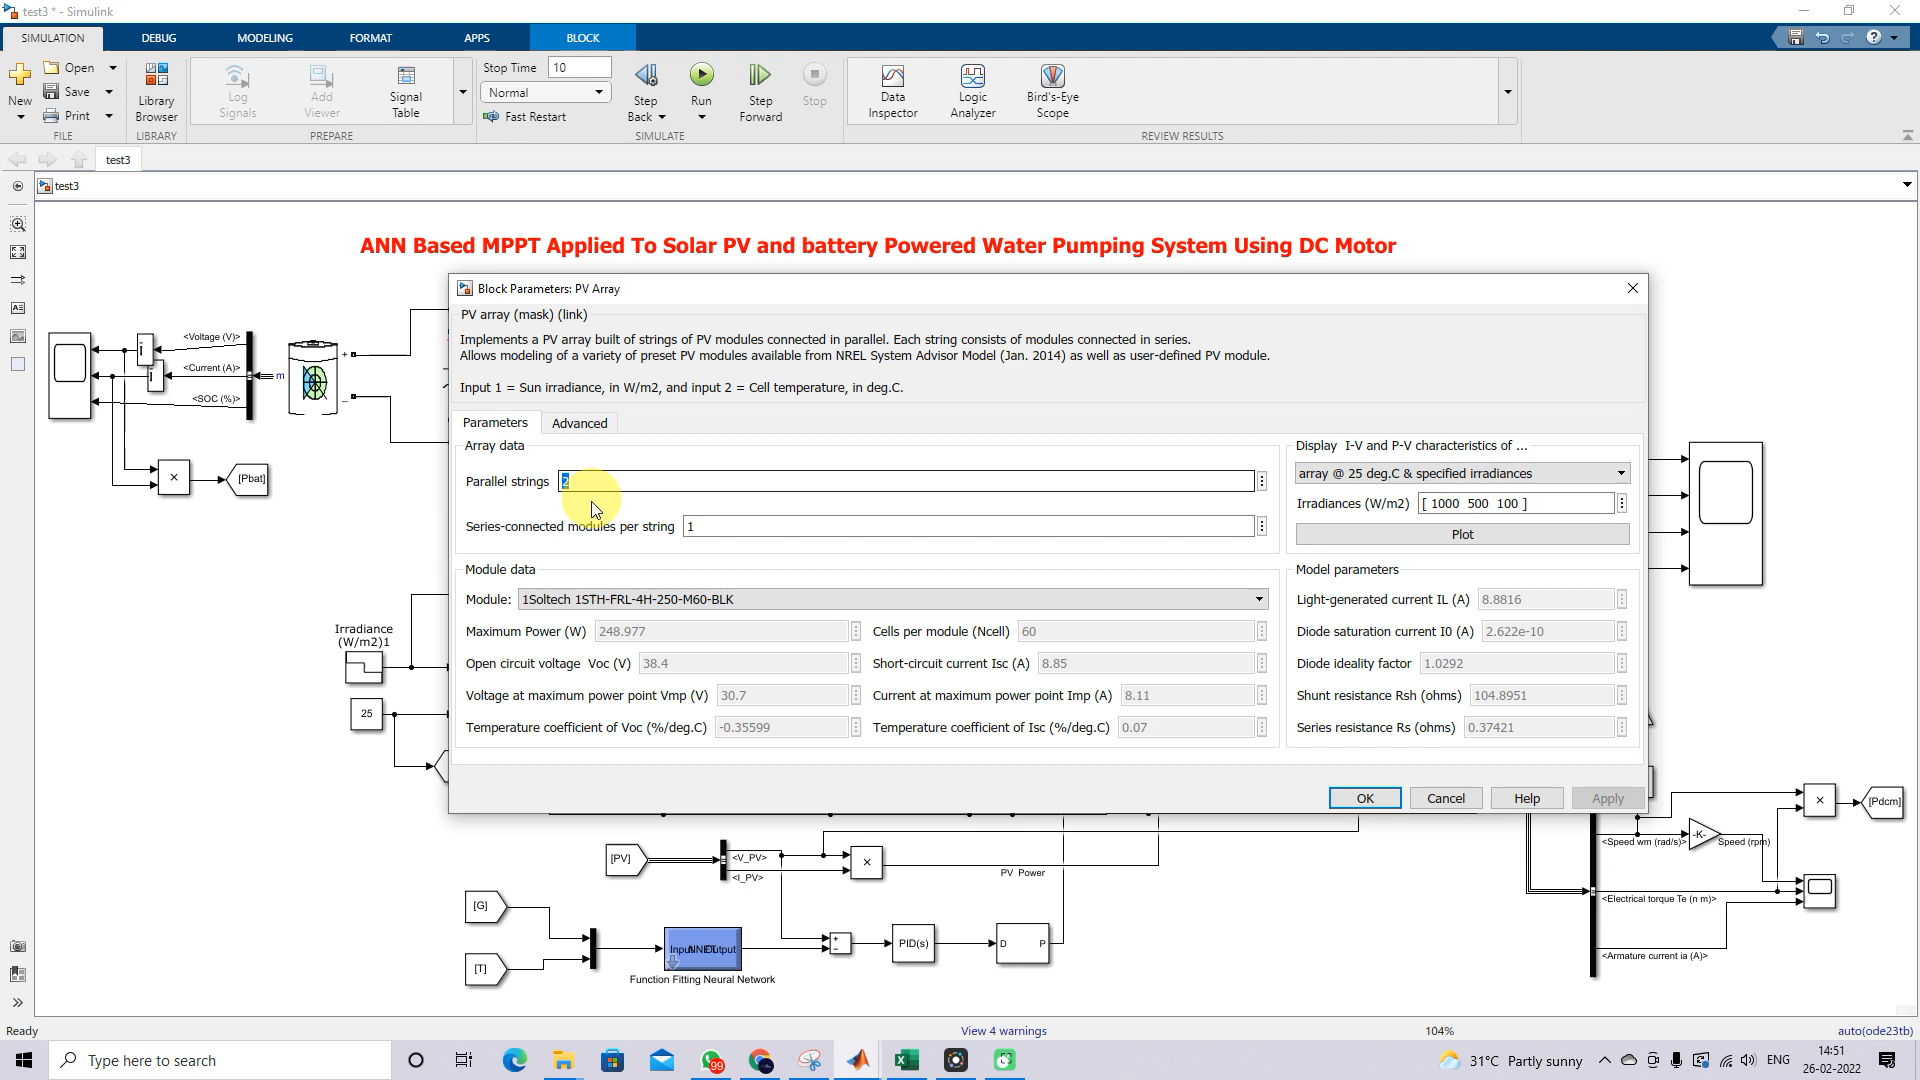 test3 * - Simulink
SIMULATION DEBUG MODELING FORMAT APPS BLOCK
New
Open
Save
Print
FILE
Library Browser
LIBRARY
Log Signals
Add Viewer
Signal Table
PREPARE
Stop Time 10
Normal
Fast Restart
Step Back
Run
Step Forward
Stop
SIMULATE
Data Inspector
Logic Analyzer
Bird's-Eye Scope
REVIEW RESULTS
test3
test3
ANN Based MPPT Applied To Solar PV and battery Powered Water Pumping System Using DC Motor
<Voltage (V)>
<Current (A)>
<SOC (%)>
m
+
_
×
[Pbat]
Irradiance
(W/m2)1
25
Block Parameters: PV Array
PV array (mask) (link)
Implements a PV array built of strings of PV modules connected in parallel. Each string consists of modules connected in series.
Allows modeling of a variety of preset PV modules available from NREL System Advisor Model (Jan. 2014) as well as user-defined PV module.
Input 1 = Sun irradiance, in W/m2, and input 2 = Cell temperature, in deg.C.
Parameters Advanced
Array data
Parallel strings 2
Series-connected modules per string 1
Display I-V and P-V characteristics of ...
array @ 25 deg.C & specified irradiances
Irradiances (W/m2) [ 1000 500 100 ]
Plot
Module data
Module: 1Soltech 1STH-FRL-4H-250-M60-BLK
Maximum Power (W) 248.977 Cells per module (Ncell) 60
Open circuit voltage Voc (V) 38.4 Short-circuit current Isc (A) 8.85
Voltage at maximum power point Vmp (V) 30.7 Current at maximum power point Imp (A) 8.11
Temperature coefficient of Voc (%/deg.C) -0.35599 Temperature coefficient of Isc (%/deg.C) 0.07
Model parameters
Light-generated current IL (A) 8.8816
Diode saturation current I0 (A) 2.622e-10
Diode ideality factor 1.0292
Shunt resistance Rsh (ohms) 104.8951
Series resistance Rs (ohms) 0.37421
OK Cancel Help Apply
[PV]
<V_PV>
<I_PV>
×
PV Power
[G]
[T]
Input NNET Output
Function Fitting Neural Network
+
−
PID(s)
D P
×
[Pdcm]
<Speed wm (rad/s)>
-K-
Speed (rpm)
<Electrical torque Te (n m)>
<Armature current ia (A)>
Ready View 4 warnings 104% auto(ode23tb)
Type here to search
99
31°C Partly sunny
ENG
14:51
26-02-2022